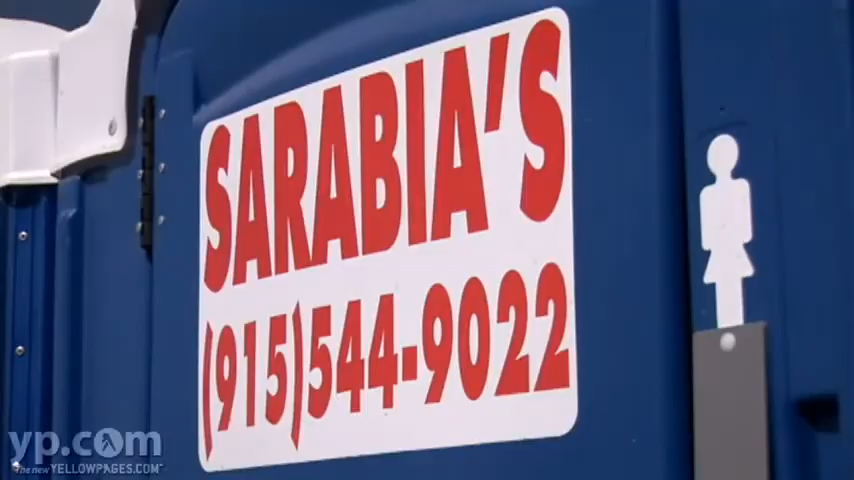 SARABIA'S
(915)544-9022
yp.com
The new YELLOWPAGES.COM